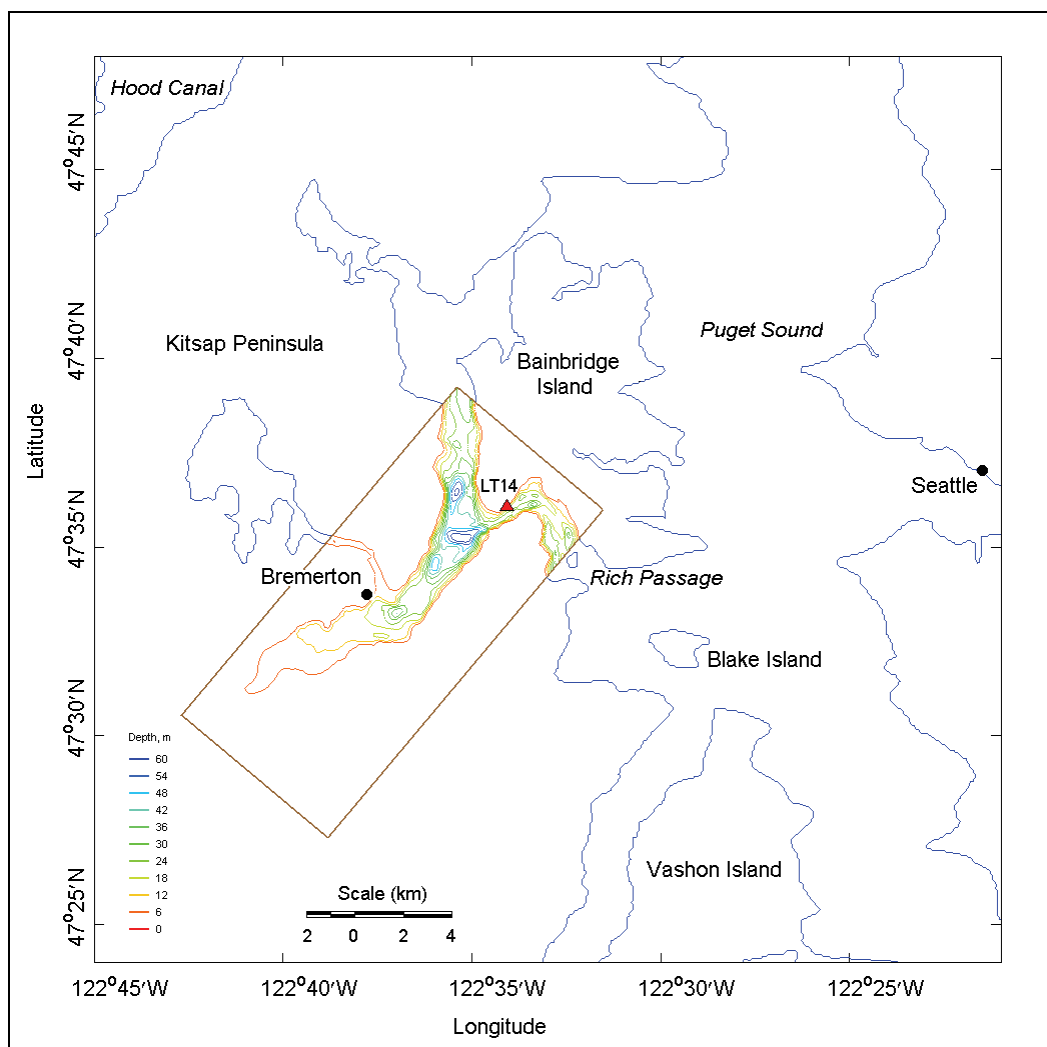 Hood Canal
47°45'N
47°40'N
Puget Sound
Kitsap Peninsula
Bainbridge
Island
Latitude
LT14
Seattle
47°35'N
Bremerton
Rich Passage
Blake Island
47°30'N
Depth, m
60
54
48
42
36
30
24
18
12
6
0
Vashon Island
Scale (km)
2 0 2 4
47°25'N
122°45'W 122°40'W 122°35'W 122°30'W 122°25'W
Longitude